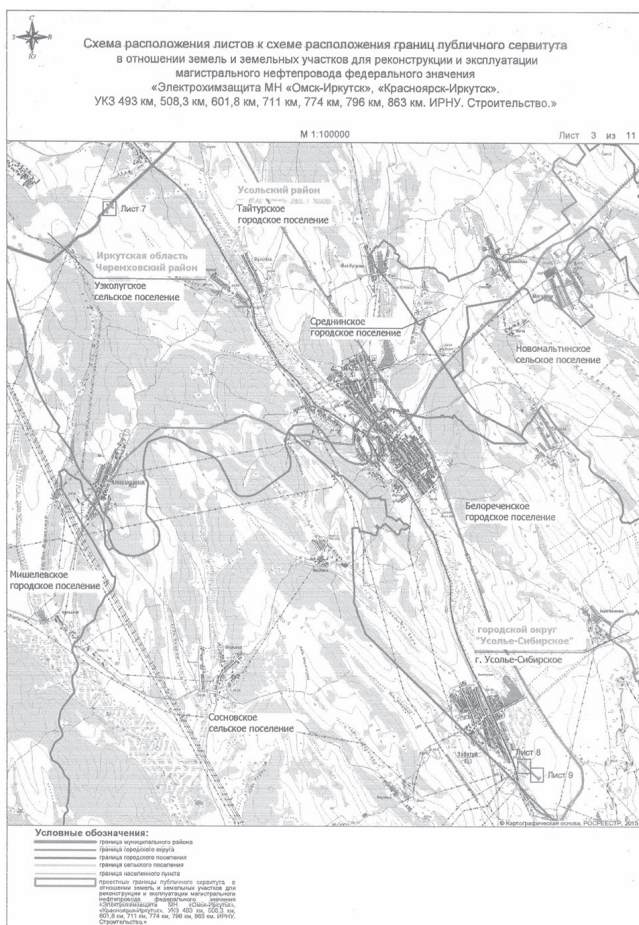 С
З
В
Ю
Схема расположения листов к схеме расположения границ публичного сервитута
в отношении земель и земельных участков для реконструкции и эксплуатации
магистрального нефтепровода федерального значения
«Электрохимзащита МН «Омск-Иркутск», «Красноярск-Иркутск».
УКЗ 493 км, 508,3 км, 601,8 км, 711 км, 774 км, 796 км, 863 км. ИРНУ. Строительство.»
М 1:100000
Лист 3 из 11
Лист 7
Усольский район
Тайтурское
городское поселение
Иркутская область
Черемховский район
Узколугское
сельское поселение
Среднинское
городское поселение
Новомальтинское
сельское поселение
Белореченское
городское поселение
Мишелевское
городское поселение
городской округ
"Усолье-Сибирское"
г. Усолье-Сибирское
Сосновское
сельское поселение
Лист 8
Лист 9
© Картографическая основа, РОСРЕЕСТР, 2015
Условные обозначения:
граница муниципального района
граница городского округа
граница городского поселения
граница сельского поселения
граница населенного пункта
проектные границы публичного сервитута в
отношении земель и земельных участков для
реконструкции и эксплуатации магистрального
нефтепровода федерального значения
«Электрохимзащита МН «Омск-Иркутск»,
«Красноярск-Иркутск». УКЗ 493 км, 508,3 км,
601,8 км, 711 км, 774 км, 796 км, 863 км. ИРНУ.
Строительство.»